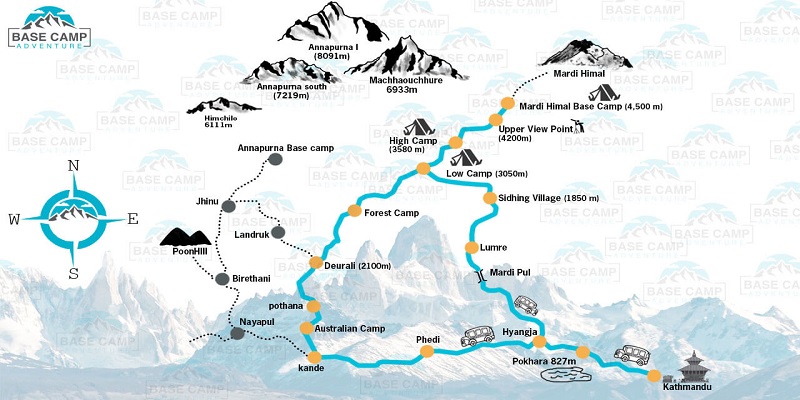 BASE CAMP
ADVENTURE
Annapurna I
(8091m)
Machhaouchhure
6933m
Mardi Himal
Annapurna south
(7219m)
Himchilo
6111m
Mardi Himal Base Camp (4,500 m)
Upper View Point
(4200m)
High Camp
(3580 m)
Low Camp (3050m)
Annapurna Base camp
Sidhing Village (1850 m)
Jhinu
Forest Camp
N
W
E
S
Landruk
PoonHIll
Lumre
Deurali (2100m)
Mardi Pul
Birethani
pothana
Nayapul
Australian Camp
Hyangja
Phedi
kande
Pokhara 827m
Kathmandu